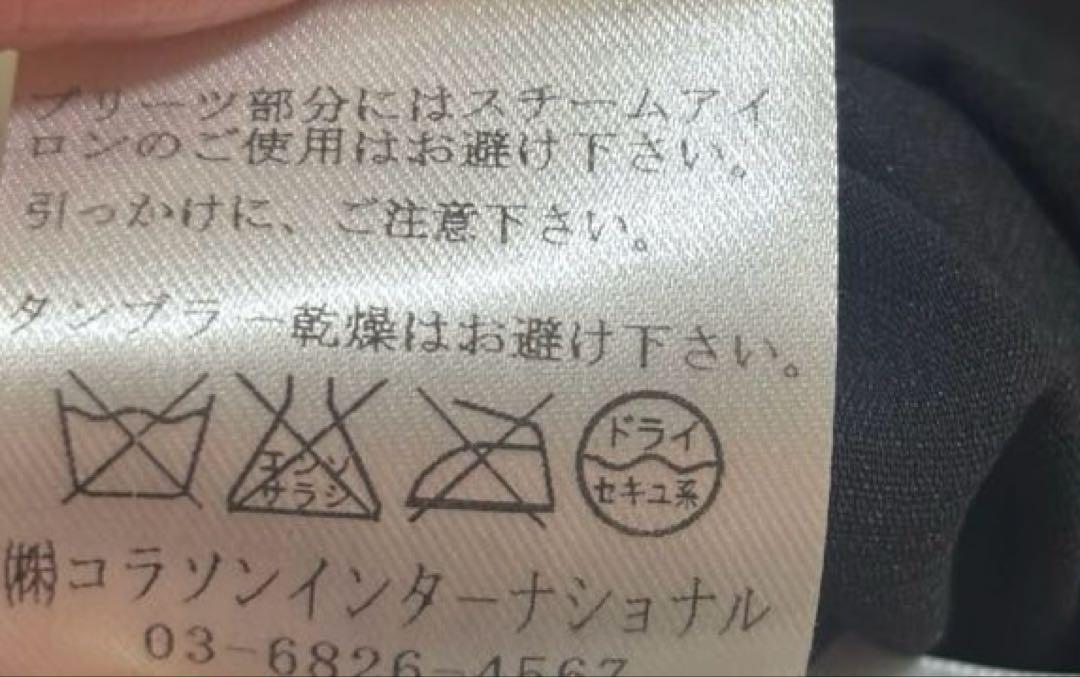 プリーツ部分にはスチームアイ
ロンのご使用はお避け下さい。
引っかけに、ご注意下さい。
タンブラー乾燥はお避け下さい。
エンソ
サラシ
ドライ
セキユ系
㈱コラソンインターナショナル
03-6826-4567